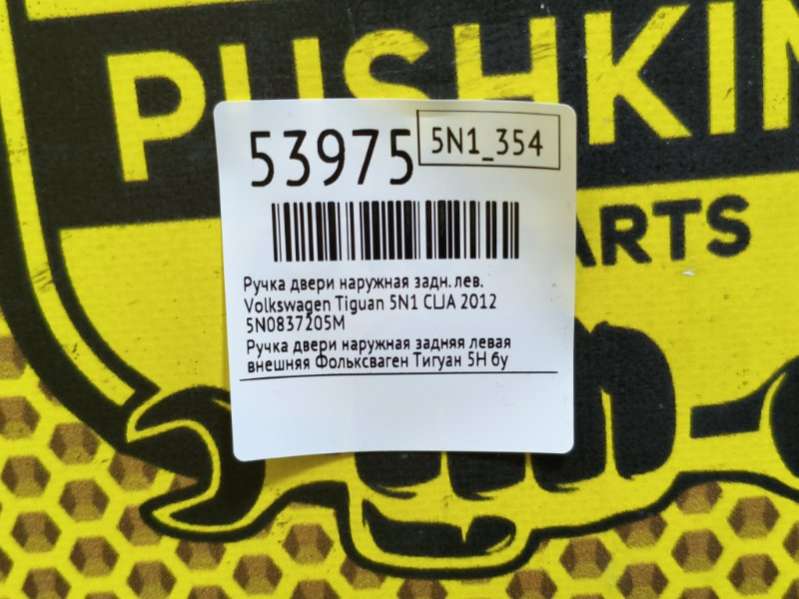 PUSHKIN
ARTS
53975
5N1_354
Ручка двери наружная задн. лев.
Volkswagen Tiguan 5N1 CLJA 2012
5N0837205M
Ручка двери наружная задняя левая
внешняя Фольксваген Тигуан 5Н бу